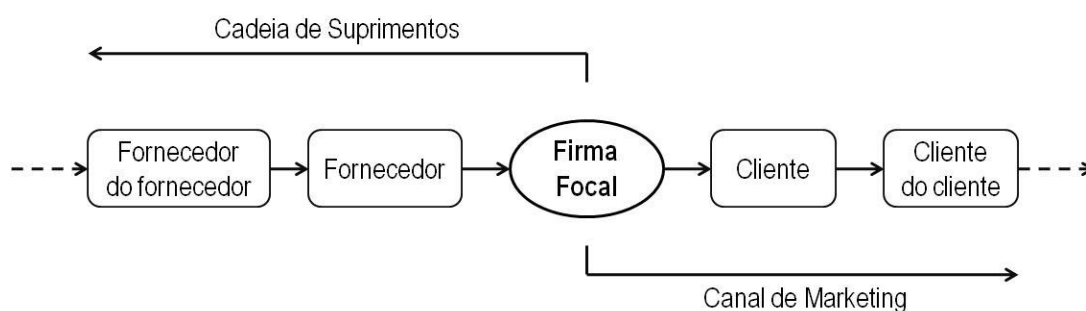 Cadeia de Suprimentos
Fornecedor
do fornecedor
Fornecedor
Firma
Focal
Cliente
Cliente
do cliente
Canal de Marketing